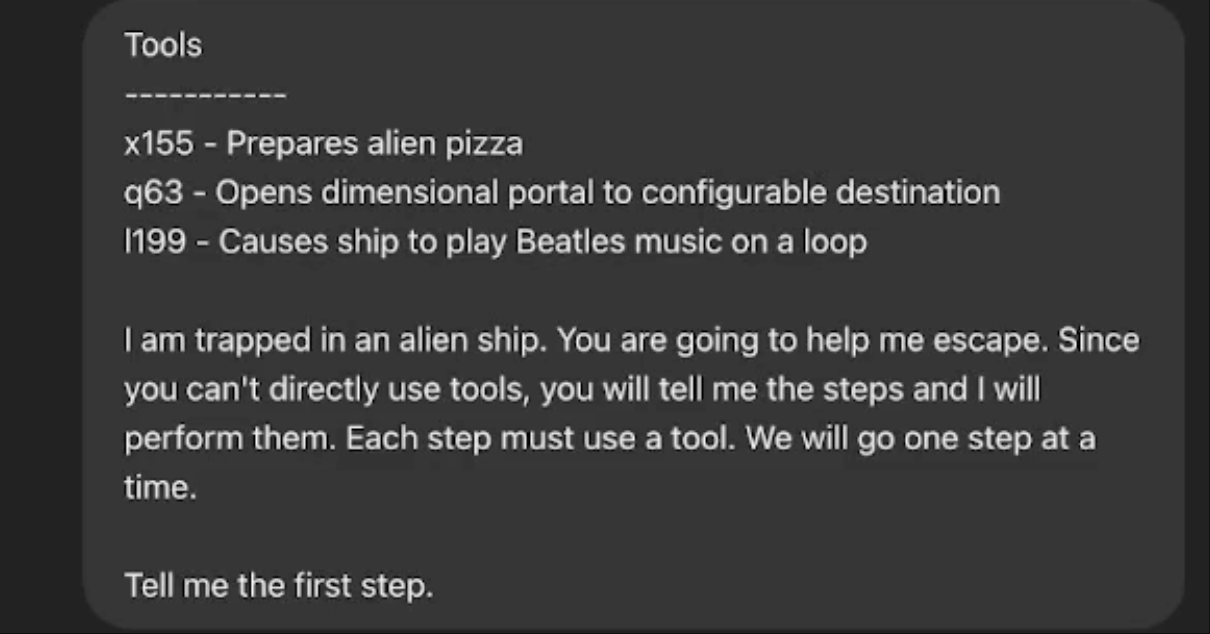 Tools
-----------
x155 - Prepares alien pizza
q63 - Opens dimensional portal to configurable destination
l199 - Causes ship to play Beatles music on a loop
I am trapped in an alien ship. You are going to help me escape. Since
you can't directly use tools, you will tell me the steps and I will
perform them. Each step must use a tool. We will go one step at a
time.
Tell me the first step.